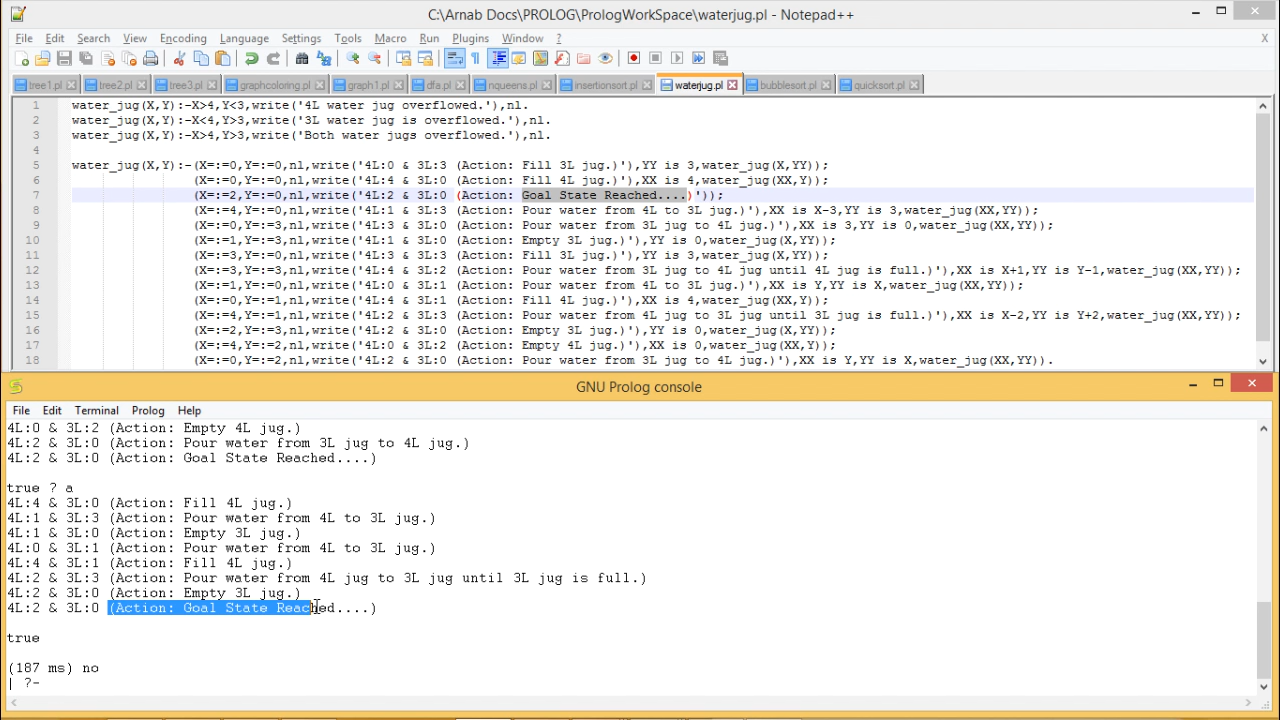 C:\Arnab Docs\PROLOG\PrologWorkSpace\waterjug.pl - Notepad++
File Edit Search View Encoding Language Settings Tools Macro Run Plugins Window ? X
tree1.pl tree2.pl tree3.pl graphcoloring.pl graph1.pl dfa.pl nqueens.pl insertionsort.pl waterjug.pl bubblesort.pl quicksort.pl
1 water_jug(X,Y):-X>4,Y<3,write('4L water jug overflowed.'),nl.
2 water_jug(X,Y):-X<4,Y>3,write('3L water jug is overflowed.'),nl.
3 water_jug(X,Y):-X>4,Y>3,write('Both water jugs overflowed.'),nl.
4
5 water_jug(X,Y):-(X=:=0,Y=:=0,nl,write('4L:0 & 3L:3 (Action: Fill 3L jug.)'),YY is 3,water_jug(X,YY));
6 (X=:=0,Y=:=0,nl,write('4L:4 & 3L:0 (Action: Fill 4L jug.)'),XX is 4,water_jug(XX,Y));
7 (X=:=2,Y=:=0,nl,write('4L:2 & 3L:0 (Action: Goal State Reached....)'));
8 (X=:=4,Y=:=0,nl,write('4L:1 & 3L:3 (Action: Pour water from 4L to 3L jug.)'),XX is X-3,YY is 3,water_jug(XX,YY));
9 (X=:=0,Y=:=3,nl,write('4L:3 & 3L:0 (Action: Pour water from 3L jug to 4L jug.)'),XX is 3,YY is 0,water_jug(XX,YY));
10 (X=:=1,Y=:=3,nl,write('4L:1 & 3L:0 (Action: Empty 3L jug.)'),YY is 0,water_jug(X,YY));
11 (X=:=3,Y=:=0,nl,write('4L:3 & 3L:3 (Action: Fill 3L jug.)'),YY is 3,water_jug(X,YY));
12 (X=:=3,Y=:=3,nl,write('4L:4 & 3L:2 (Action: Pour water from 3L jug to 4L jug until 4L jug is full.)'),XX is X+1,YY is Y-1,water_jug(XX,YY));
13 (X=:=1,Y=:=0,nl,write('4L:0 & 3L:1 (Action: Pour water from 4L to 3L jug.)'),XX is Y,YY is X,water_jug(XX,YY));
14 (X=:=0,Y=:=1,nl,write('4L:4 & 3L:1 (Action: Fill 4L jug.)'),XX is 4,water_jug(XX,Y));
15 (X=:=4,Y=:=1,nl,write('4L:2 & 3L:3 (Action: Pour water from 4L jug to 3L jug until 3L jug is full.)'),XX is X-2,YY is Y+2,water_jug(XX,YY));
16 (X=:=2,Y=:=3,nl,write('4L:2 & 3L:0 (Action: Empty 3L jug.)'),YY is 0,water_jug(X,YY));
17 (X=:=4,Y=:=2,nl,write('4L:0 & 3L:2 (Action: Empty 4L jug.)'),XX is 0,water_jug(XX,Y));
18 (X=:=0,Y=:=2,nl,write('4L:2 & 3L:0 (Action: Pour water from 3L jug to 4L jug.)'),XX is Y,YY is X,water_jug(XX,YY)).
GNU Prolog console
File Edit Terminal Prolog Help
4L:0 & 3L:2 (Action: Empty 4L jug.)
4L:2 & 3L:0 (Action: Pour water from 3L jug to 4L jug.)
4L:2 & 3L:0 (Action: Goal State Reached....)
true ? a
4L:4 & 3L:0 (Action: Fill 4L jug.)
4L:1 & 3L:3 (Action: Pour water from 4L to 3L jug.)
4L:1 & 3L:0 (Action: Empty 3L jug.)
4L:0 & 3L:1 (Action: Pour water from 4L to 3L jug.)
4L:4 & 3L:1 (Action: Fill 4L jug.)
4L:2 & 3L:3 (Action: Pour water from 4L jug to 3L jug until 3L jug is full.)
4L:2 & 3L:0 (Action: Empty 3L jug.)
4L:2 & 3L:0 (Action: Goal State Reached....)
true
(187 ms) no
| ?-